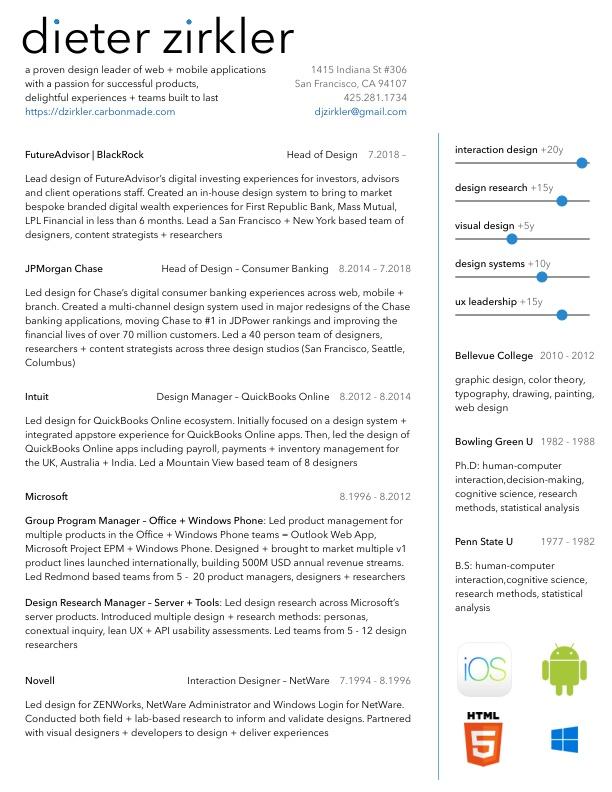 dieter zirkler
a proven design leader of web + mobile applications
with a passion for successful products,
delightful experiences + teams built to last
https://dzirkler.carbonmade.com
1415 Indiana St #306
San Francisco, CA 94107
425.281.1734
djzirkler@gmail.com
FutureAdvisor | BlackRock Head of Design 7.2018 –
Lead design of FutureAdvisor's digital investing experiences for investors, advisors
and client operations staff. Created an in-house design system to bring to market
bespoke branded digital wealth experiences for First Republic Bank, Mass Mutual,
LPL Financial in less than 6 months. Lead a San Francisco + New York based team of
designers, content strategists + researchers
JPMorgan Chase Head of Design – Consumer Banking 8.2014 – 7.2018
Led design for Chase's digital consumer banking experiences across web, mobile +
branch. Created a multi-channel design system used in major redesigns of the Chase
banking applications, moving Chase to #1 in JDPower rankings and improving the
financial lives of over 70 million customers. Led a 40 person team of designers,
researchers + content strategists across three design studios (San Francisco, Seattle,
Columbus)
Intuit Design Manager – QuickBooks Online 8.2012 - 8.2014
Led design for QuickBooks Online ecosystem. Initially focused on a design system +
integrated appstore experience for QuickBooks Online apps. Then, led the design of
QuickBooks Online apps including payroll, payments + inventory management for
the UK, Australia + India. Led a Mountain View based team of 8 designers
Microsoft 8.1996 - 8.2012
Group Program Manager – Office + Windows Phone: Led product management for
multiple products in the Office + Windows Phone teams = Outlook Web App,
Microsoft Project EPM + Windows Phone. Designed + brought to market multiple v1
product lines launched internationally, building 500M USD annual revenue streams.
Led Redmond based teams from 5 - 20 product managers, designers + researchers
Design Research Manager – Server + Tools: Led design research across Microsoft's
server products. Introduced multiple design + research methods: personas,
conextual inquiry, lean UX + API usability assessments. Led teams from 5 - 12 design
researchers
Novell Interaction Designer – NetWare 7.1994 - 8.1996
Led design for ZENWorks, NetWare Administrator and Windows Login for NetWare.
Conducted both field + lab-based research to inform and validate designs. Partnered
with visual designers + developers to design + deliver experiences
interaction design +20y
design research +15y
visual design +5y
design systems +10y
ux leadership +15y
Bellevue College 2010 - 2012
graphic design, color theory,
typography, drawing, painting,
web design
Bowling Green U 1982 - 1988
Ph.D: human-computer
interaction,decision-making,
cognitive science, research
methods, statistical analysis
Penn State U 1977 - 1982
B.S: human-computer
interaction,cognitive science,
research methods, statistical
analysis
iOS
HTML
5